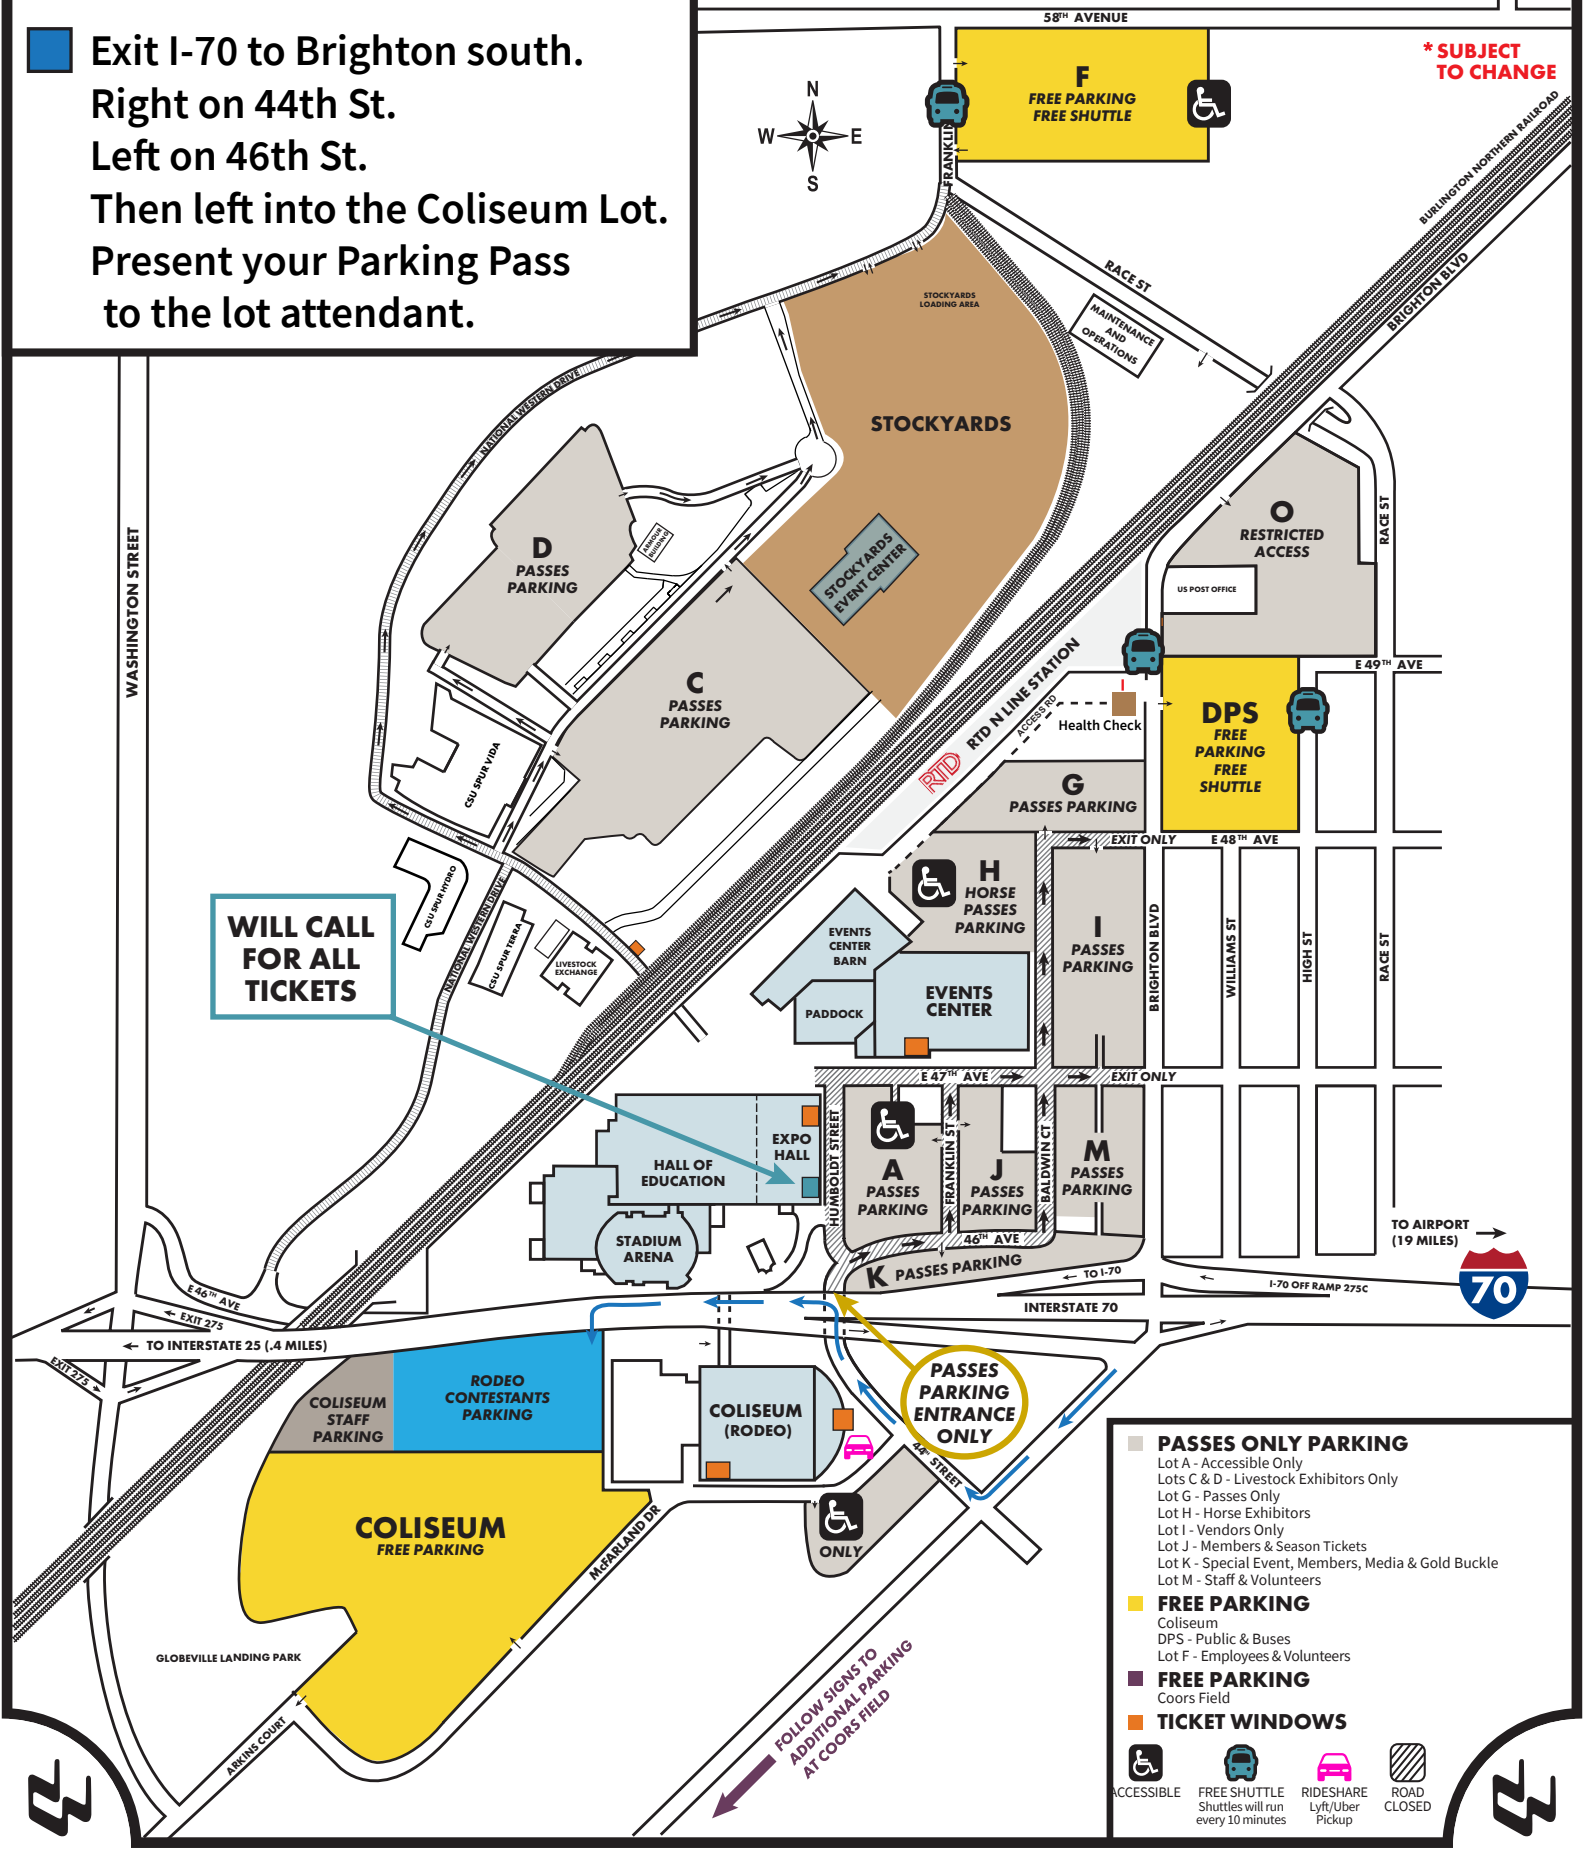 Exit I-70 to Brighton south.
Right on 44th St.
Left on 46th St.
Then left into the Coliseum Lot.
Present your Parking Pass
to the lot attendant.
58TH AVENUE
* SUBJECT
TO CHANGE
F
FREE PARKING
FREE SHUTTLE
FRANKLIN
N
W
E
S
BURLINGTON NORTHERN RAILROAD
BRIGHTON BLVD
RACE ST
STOCKYARDS
LOADING AREA
MAINTENANCE
AND
OPERATIONS
NATIONAL WESTERN DRIVE
STOCKYARDS
WASHINGTON STREET
D
PASSES
PARKING
ARMOUR
BUILDING
STOCKYARDS
EVENT CENTER
O
RESTRICTED
ACCESS
RACE ST
US POST OFFICE
E 49TH AVE
C
PASSES
PARKING
RTD
RTD N LINE STATION
ACCESS RD
Health Check
DPS
FREE
PARKING
FREE
SHUTTLE
CSU SPUR VIDA
G
PASSES PARKING
EXIT ONLY
E 48TH AVE
CSU SPUR HYDRO
H
HORSE
PASSES
PARKING
I
PASSES
PARKING
BRIGHTON BLVD
WILLIAMS ST
HIGH ST
RACE ST
WILL CALL
FOR ALL
TICKETS
NATIONAL WESTERN DRIVE
CSU SPUR TERRA
LIVESTOCK
EXCHANGE
EVENTS
CENTER
BARN
PADDOCK
EVENTS
CENTER
E 47TH AVE
EXIT ONLY
HUMBOLDT STREET
EXPO
HALL
HALL OF
EDUCATION
A
PASSES
PARKING
FRANKLIN ST
J
PASSES
PARKING
BALDWIN CT
M
PASSES
PARKING
STADIUM
ARENA
46TH AVE
K PASSES PARKING
TO I-70
TO AIRPORT
(19 MILES)
I-70 OFF RAMP 275C
70
INTERSTATE 70
E 46TH AVE
EXIT 275
TO INTERSTATE 25 (.4 MILES)
EXIT 275
COLISEUM
STAFF
PARKING
RODEO
CONTESTANTS
PARKING
COLISEUM
(RODEO)
PASSES
PARKING
ENTRANCE
ONLY
44TH STREET
COLISEUM
FREE PARKING
McFARLAND DR
ONLY
GLOBEVILLE LANDING PARK
ARKINS COURT
FOLLOW SIGNS TO
ADDITIONAL PARKING
AT COORS FIELD
PASSES ONLY PARKING
Lot A - Accessible Only
Lots C & D - Livestock Exhibitors Only
Lot G - Passes Only
Lot H - Horse Exhibitors
Lot I - Vendors Only
Lot J - Members & Season Tickets
Lot K - Special Event, Members, Media & Gold Buckle
Lot M - Staff & Volunteers
FREE PARKING
Coliseum
DPS - Public & Buses
Lot F - Employees & Volunteers
FREE PARKING
Coors Field
TICKET WINDOWS
ACCESSIBLE
FREE SHUTTLE
Shuttles will run
every 10 minutes
RIDESHARE
Lyft/Uber
Pickup
ROAD
CLOSED